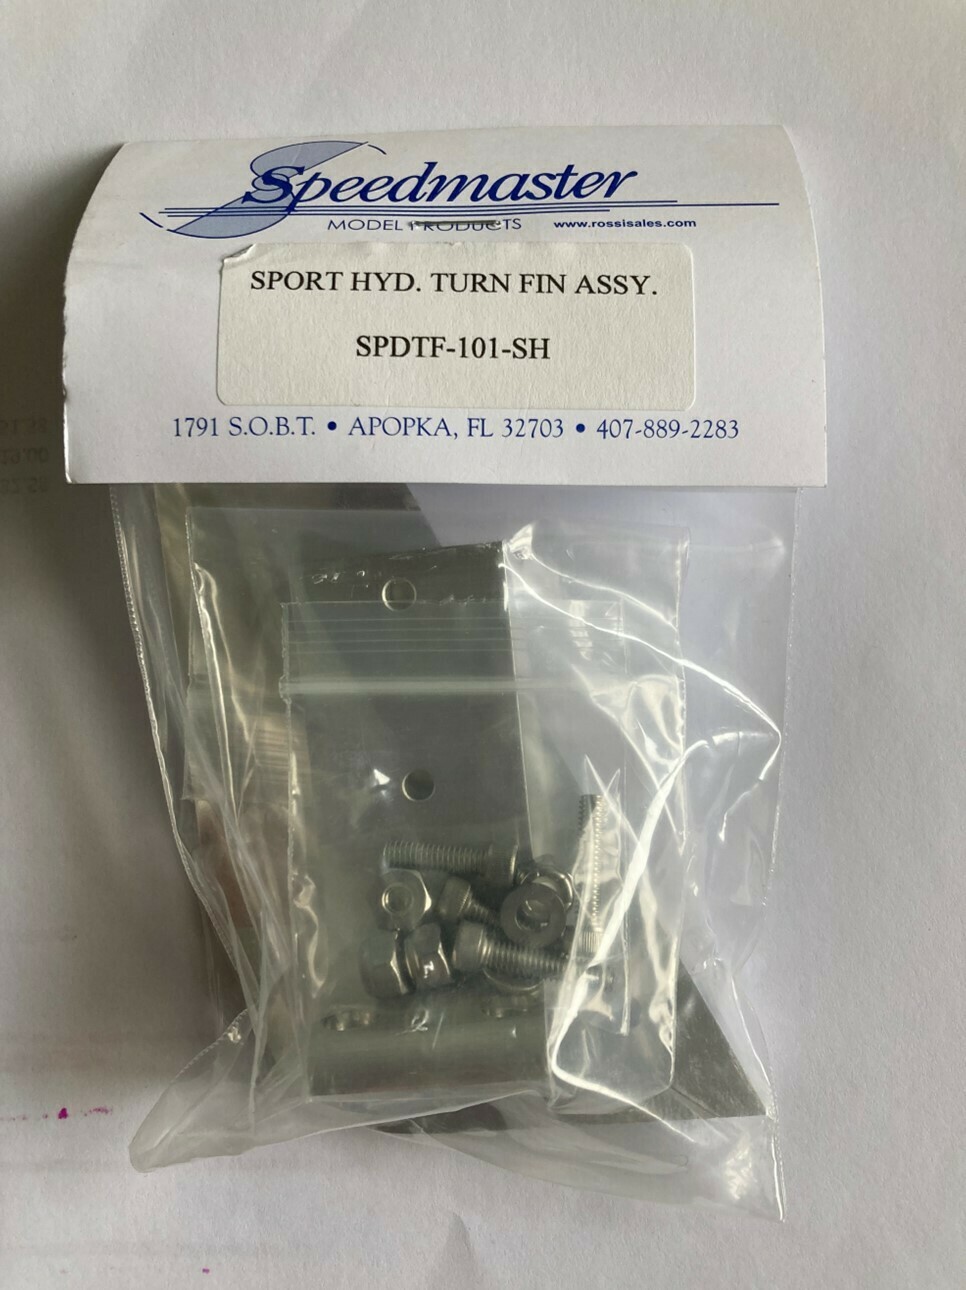 Speedmaster
MODEL PRODUCTS www.rossisales.com
SPORT HYD. TURN FIN ASSY.
SPDTF-101-SH
1791 S.O.B.T. • APOPKA, FL 32703 • 407-889-2283